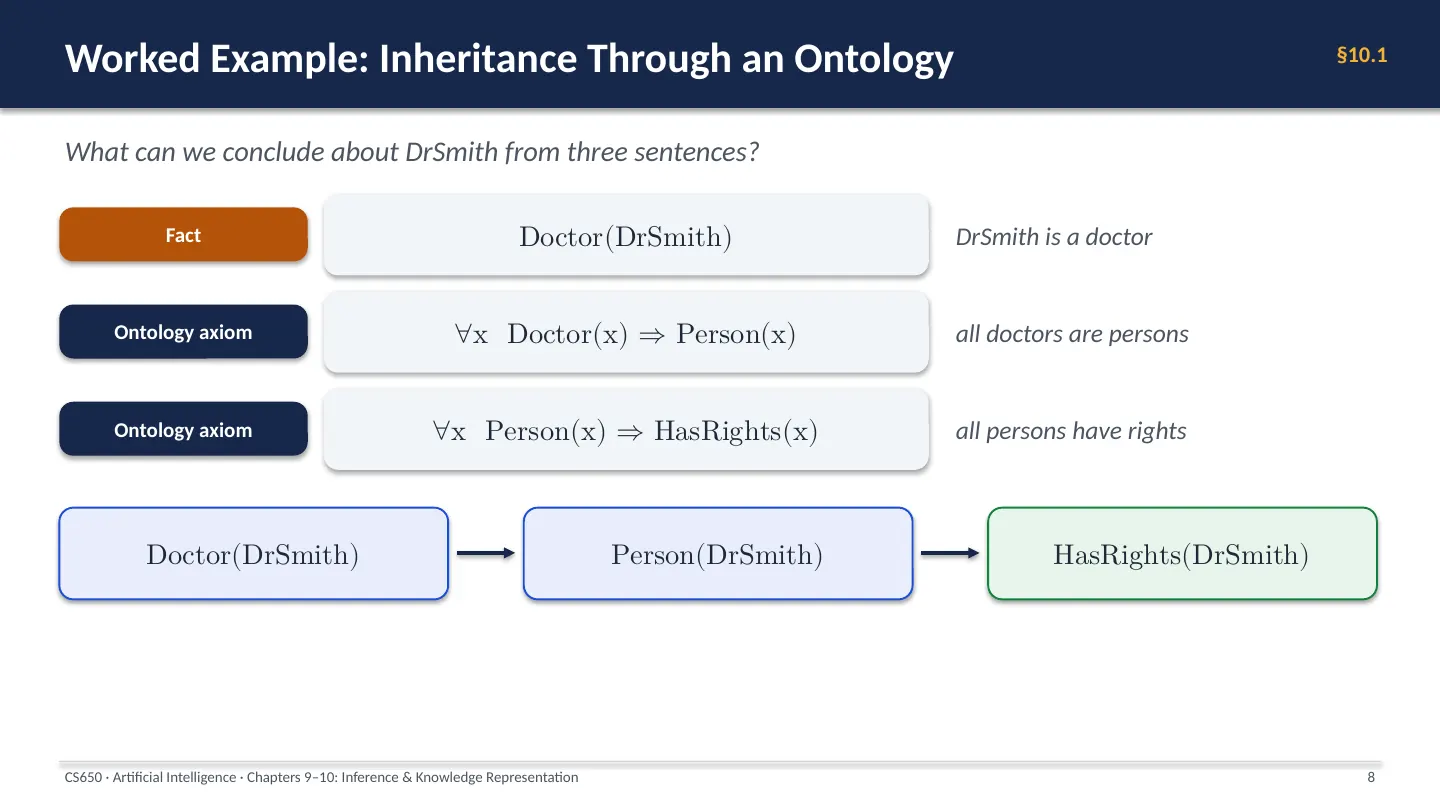 Worked Example: Inheritance Through an Ontology
§10.1
What can we conclude about DrSmith from three sentences?
Fact
Doctor(DrSmith)
DrSmith is a doctor
Ontology axiom
∀x Doctor(x) ⇒ Person(x)
all doctors are persons
Ontology axiom
∀x Person(x) ⇒ HasRights(x)
all persons have rights
Doctor(DrSmith)
Person(DrSmith)
HasRights(DrSmith)
CS650 · Artificial Intelligence · Chapters 9–10: Inference & Knowledge Representation
8